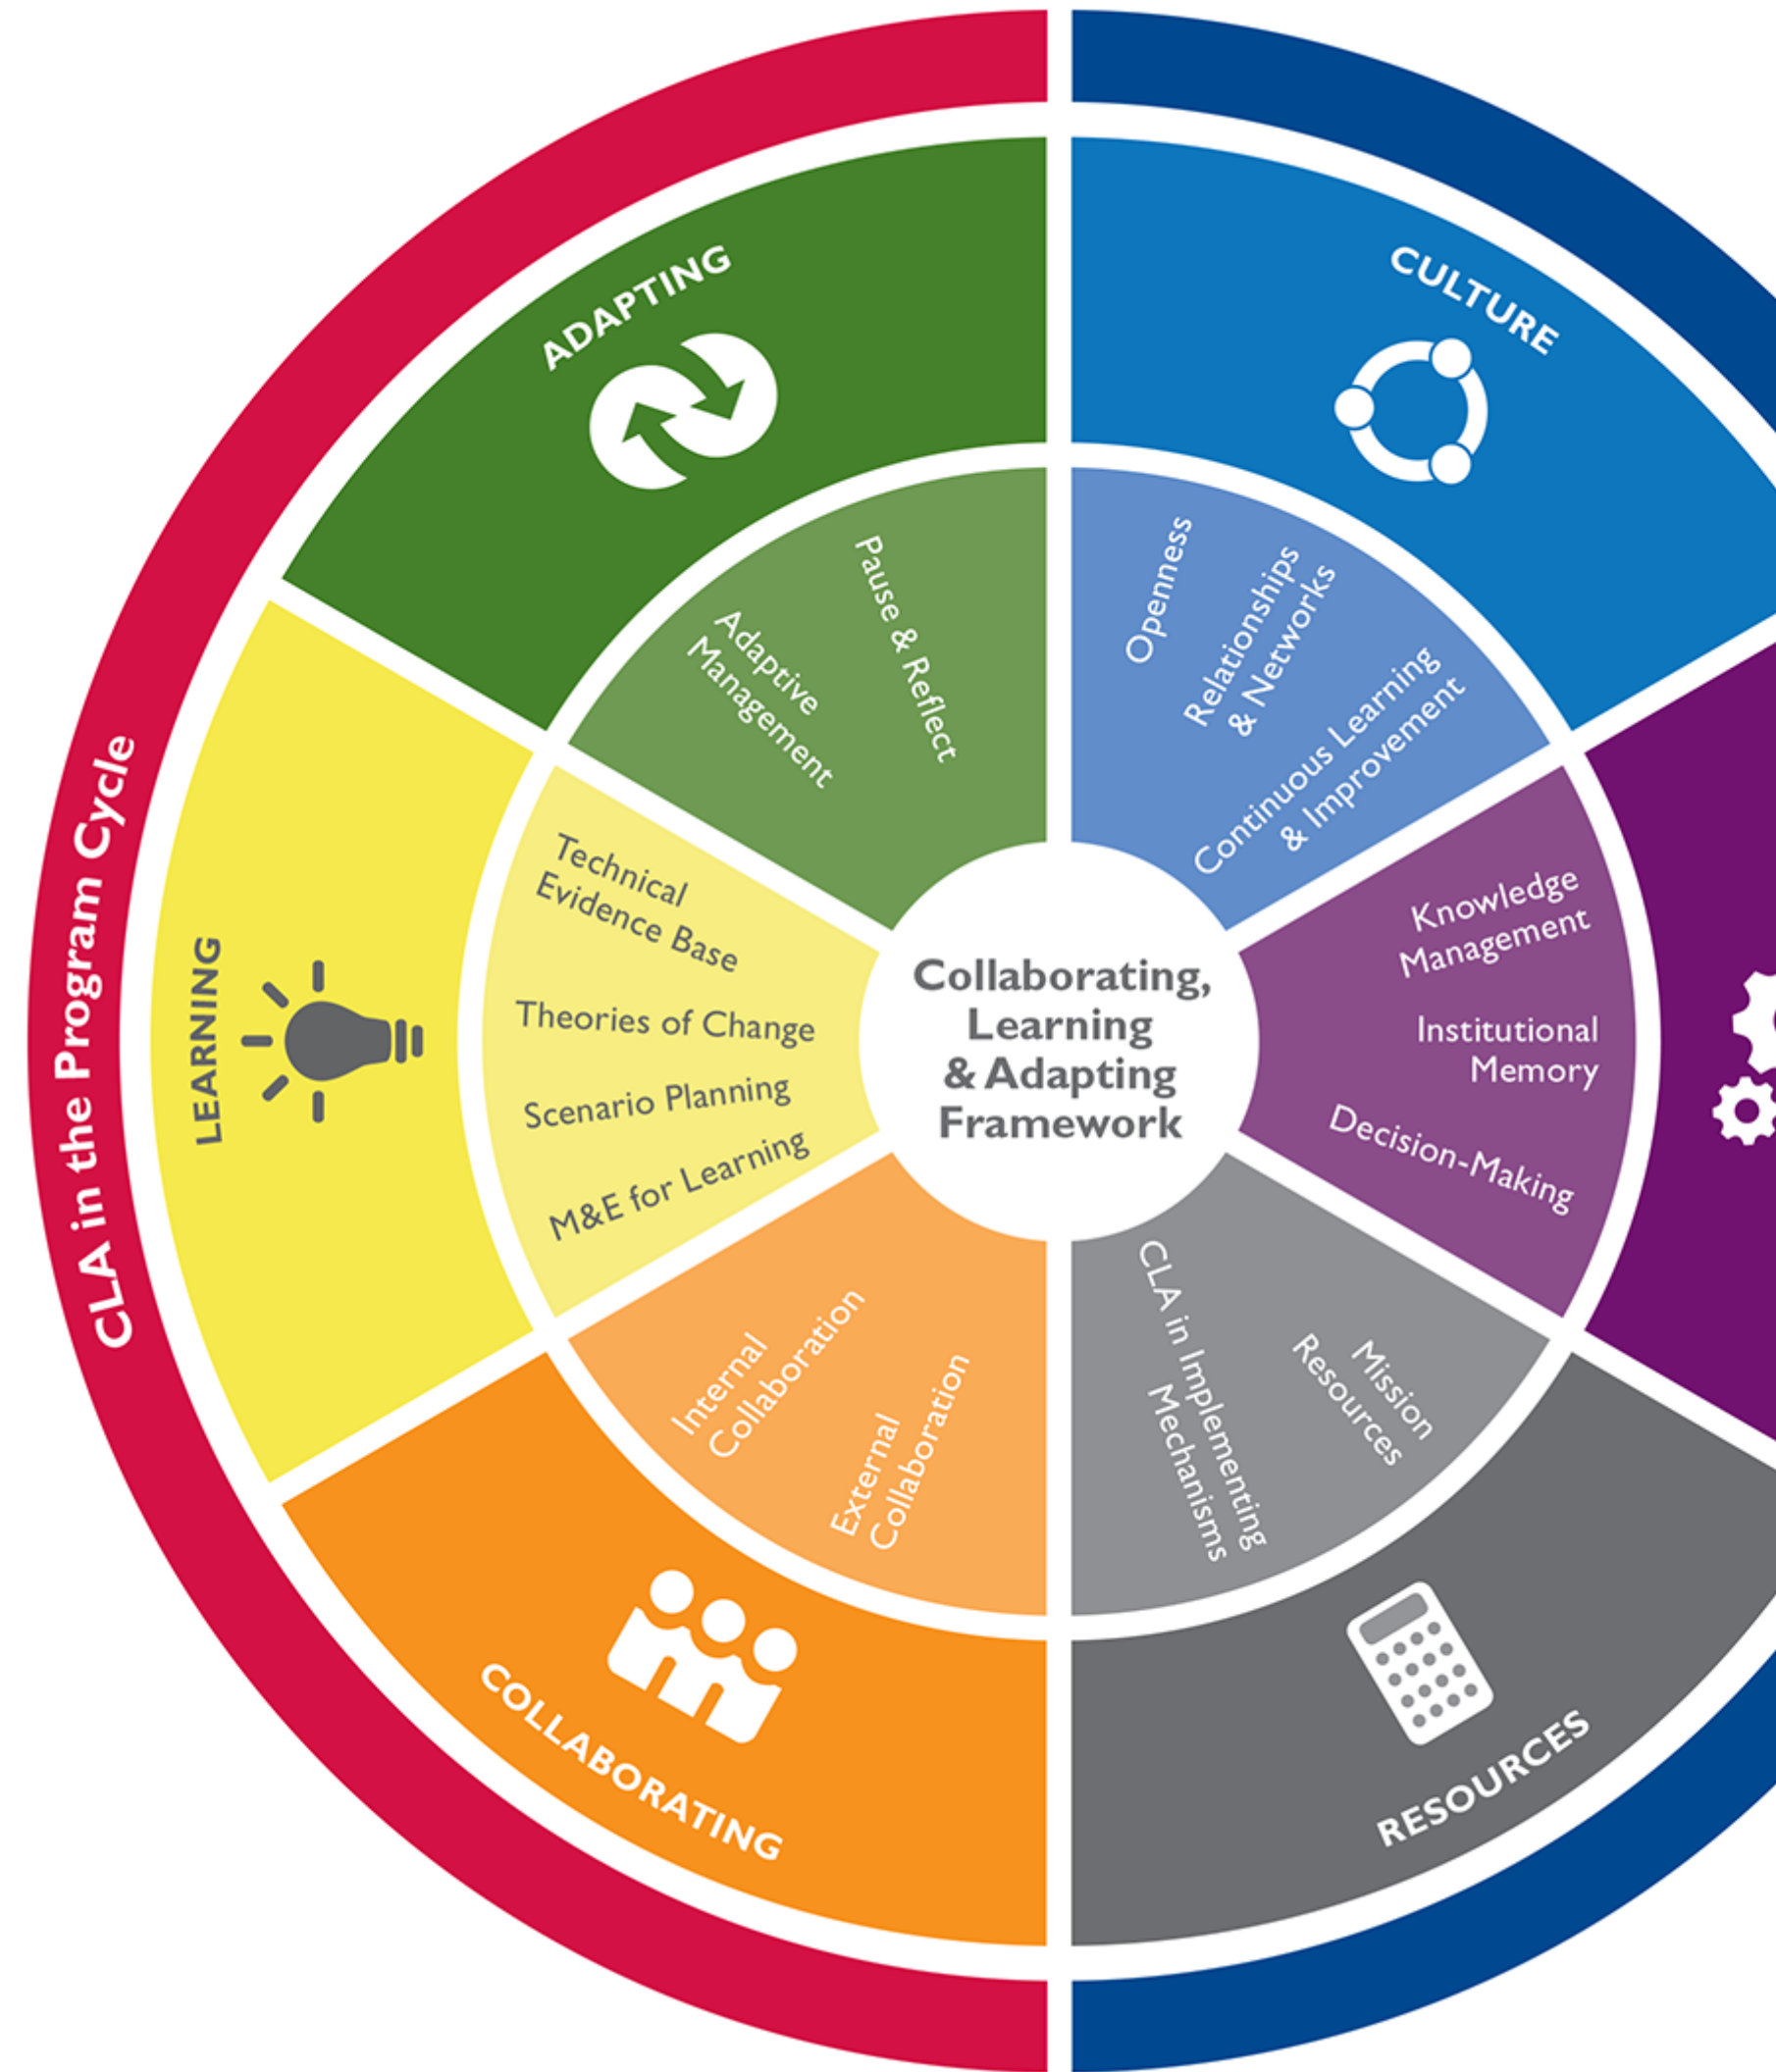 CLA in the Program Cycle
ADAPTING
Adaptive
Management
Pause & Reflect
CULTURE
Openness
Relationships
& Networks
Continuous Learning
& Improvement
LEARNING
Technical
Evidence Base
Theories of Change
Scenario Planning
M&E for Learning
Collaborating,
Learning
& Adapting
Framework
Knowledge
Management
Institutional
Memory
Decision-Making
COLLABORATING
Internal
Collaboration
External
Collaboration
RESOURCES
CLA in Implementing
Mechanisms
Mission
Resources